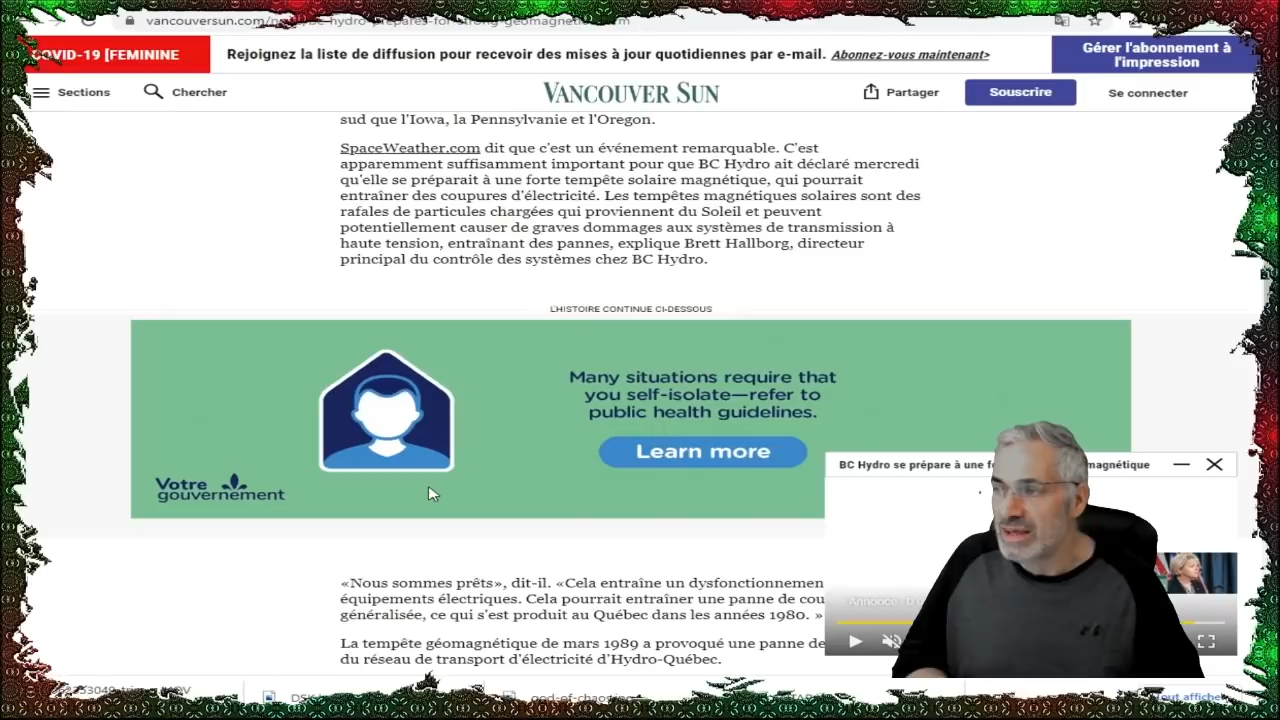 vancouversun.com/
COVID-19 [FEMININE
Rejoignez la liste de diffusion pour recevoir des mises à jour quotidiennes par e-mail. Abonnez-vous maintenant>
Gérer l'abonnement à
l'impression
Sections
Chercher
VANCOUVER SUN
Partager
Souscrire
Se connecter
sud que l'Iowa, la Pennsylvanie et l'Oregon.
SpaceWeather.com dit que c'est un événement remarquable. C'est
apparemment suffisamment important pour que BC Hydro ait déclaré mercredi
qu'elle se préparait à une forte tempête solaire magnétique, qui pourrait
entraîner des coupures d'électricité. Les tempêtes magnétiques solaires sont des
rafales de particules chargées qui proviennent du Soleil et peuvent
potentiellement causer de graves dommages aux systèmes de transmission à
haute tension, entraînant des pannes, explique Brett Hallborg, directeur
principal du contrôle des systèmes chez BC Hydro.
L'HISTOIRE CONTINUE CI-DESSOUS
Many situations require that
you self-isolate—refer to
public health guidelines.
Learn more
Votre
gouvernement
BC Hydro se prépare à une magnétique
Annonce
«Nous sommes prêts», dit-il. «Cela entraîne un dysfonctionnemen
équipements électriques. Cela pourrait entraîner une panne de cou
généralisée, ce qui s'est produit au Québec dans les années 1980. »
La tempête géomagnétique de mars 1989 a provoqué une panne de
du réseau de transport d'électricité d'Hydro-Québec.